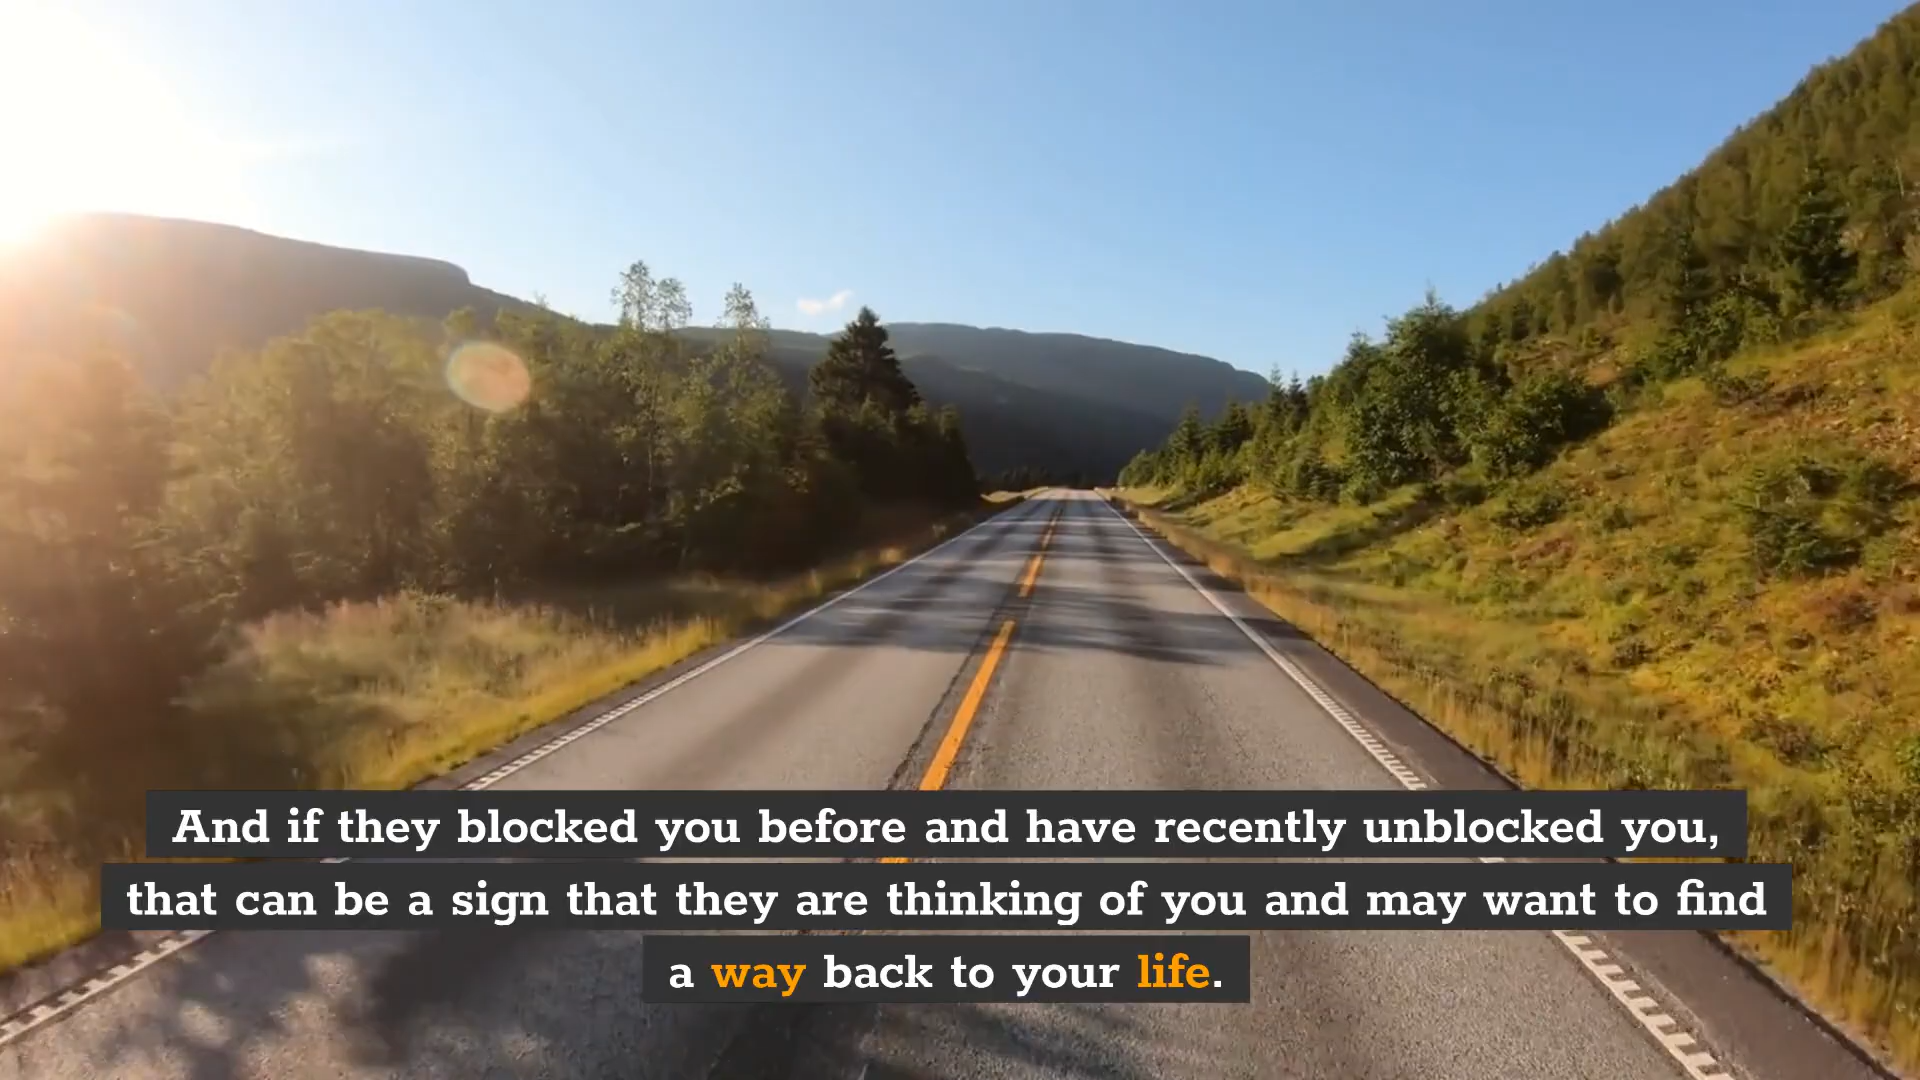 And if they blocked you before and have recently unblocked you,
that can be a sign that they are thinking of you and may want to find
a way back to your life.